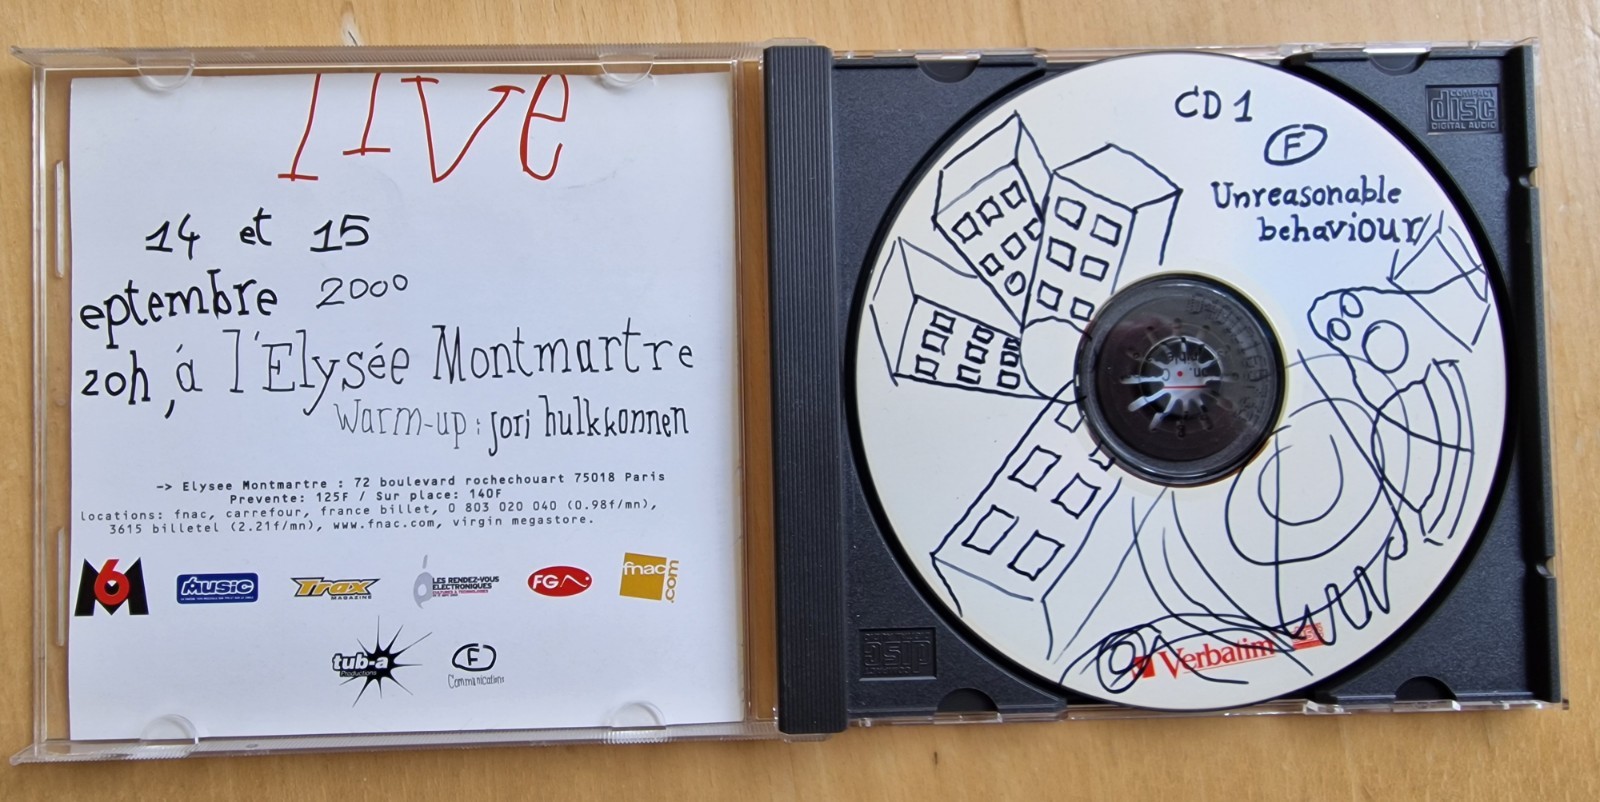 live
14 et 15
eptembre 2000
20h, à l'Elysée Montmartre
warm-up : jori hulkkonnen
-> Elysee Montmartre : 72 boulevard rochechouart 75018 Paris
Prevente: 125F / Sur place: 140F
locations: fnac, carrefour, france billet, 0 803 020 040 (0.98f/mn),
3615 billetel (2.21f/mn), www.fnac.com, virgin megastore.
M6
music
Trax
MAGAZINE
LES RENDEZ-VOUS
ELECTRONIQUES
FG
fnac.com
tub-a
Productions
F
Communications
CD 1
F
Unreasonable
behaviour
Verbatim
COMPACT
disc
DIGITAL AUDIO